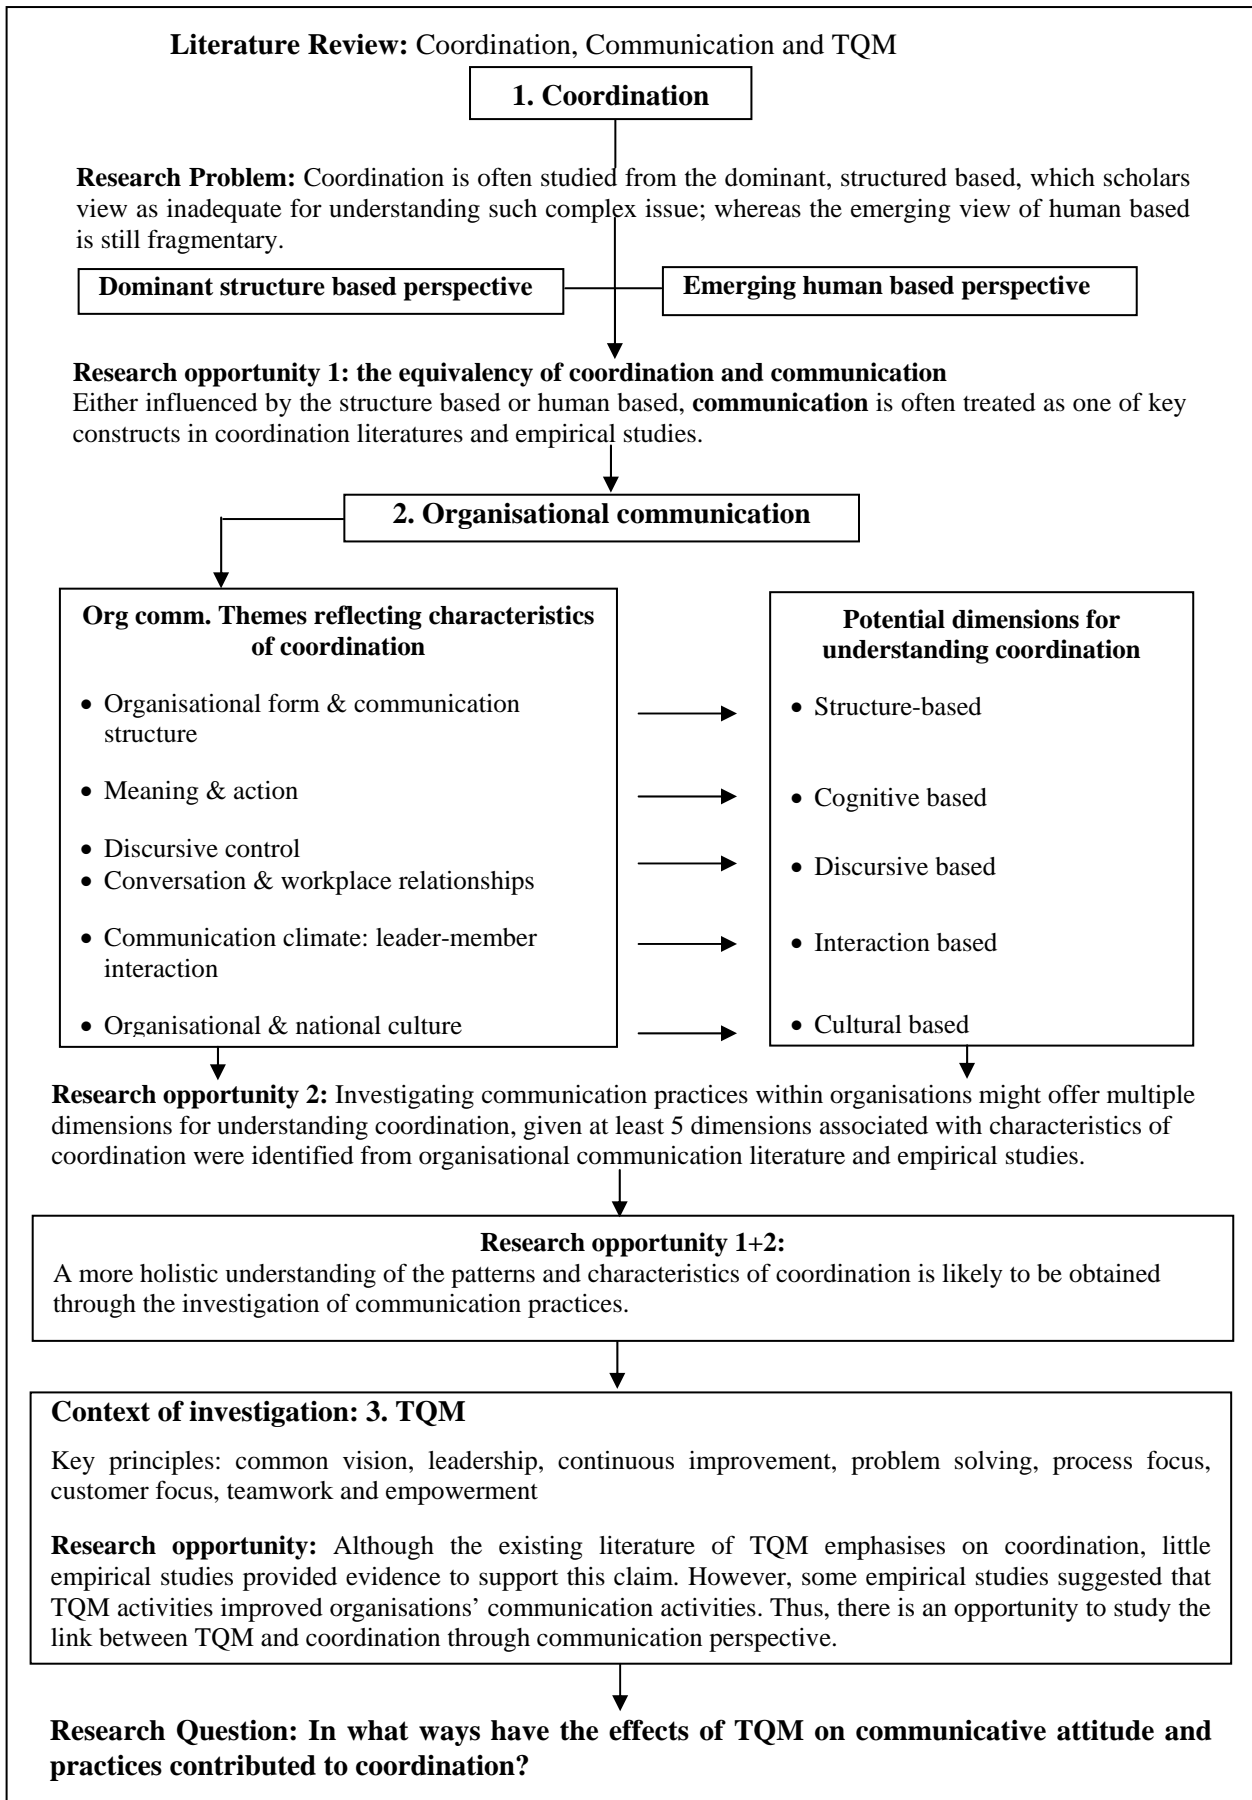 Literature Review: Coordination, Communication and TQM
1. Coordination
Research Problem: Coordination is often studied from the dominant, structured based, which scholars
view as inadequate for understanding such complex issue; whereas the emerging view of human based
is still fragmentary.
Dominant structure based perspective
Emerging human based perspective
Research opportunity 1: the equivalency of coordination and communication
Either influenced by the structure based or human based, communication is often treated as one of key
constructs in coordination literatures and empirical studies.
2. Organisational communication
Org comm. Themes reflecting characteristics
of coordination
• Organisational form & communication
structure
• Meaning & action
• Discursive control
• Conversation & workplace relationships
• Communication climate: leader-member
interaction
• Organisational & national culture
Potential dimensions for
understanding coordination
• Structure-based
• Cognitive based
• Discursive based
• Interaction based
• Cultural based
Research opportunity 2: Investigating communication practices within organisations might offer multiple
dimensions for understanding coordination, given at least 5 dimensions associated with characteristics of
coordination were identified from organisational communication literature and empirical studies.
Research opportunity 1+2:
A more holistic understanding of the patterns and characteristics of coordination is likely to be obtained
through the investigation of communication practices.
Context of investigation: 3. TQM
Key principles: common vision, leadership, continuous improvement, problem solving, process focus,
customer focus, teamwork and empowerment
Research opportunity: Although the existing literature of TQM emphasises on coordination, little
empirical studies provided evidence to support this claim. However, some empirical studies suggested that
TQM activities improved organisations’ communication activities. Thus, there is an opportunity to study the
link between TQM and coordination through communication perspective.
Research Question: In what ways have the effects of TQM on communicative attitude and
practices contributed to coordination?